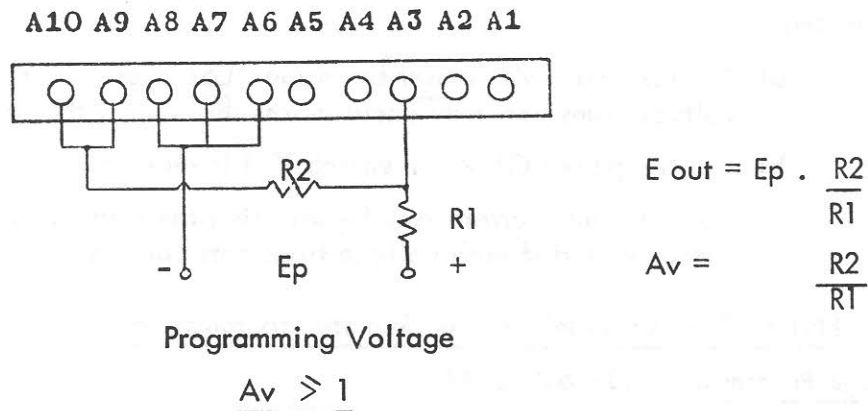 A10 A9 A8 A7 A6 A5 A4 A3 A2 A1
R2
E out = Ep . R2
R1
R1
- Ep +
Av = R2
R1
Programming Voltage
Av ⩾ 1